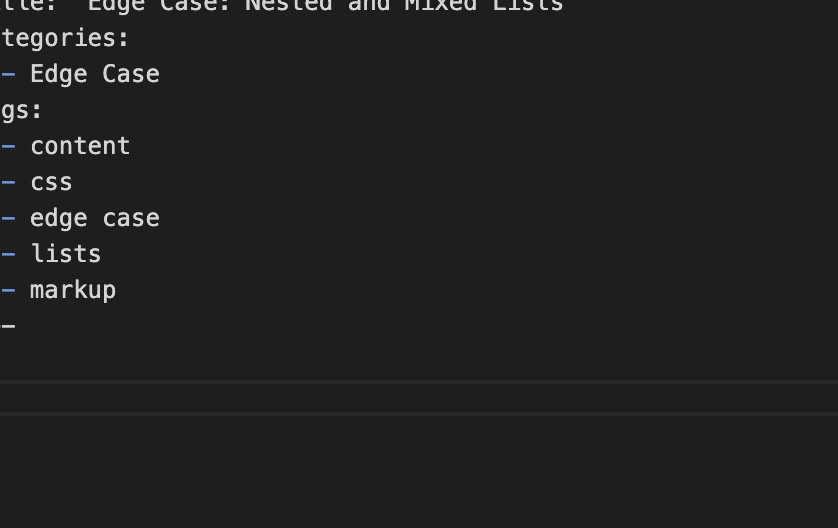 tle: "Edge Case: Nested and Mixed Lists
tegories:
- Edge Case
gs:
- content
- css
- edge case
- lists
- markup
-